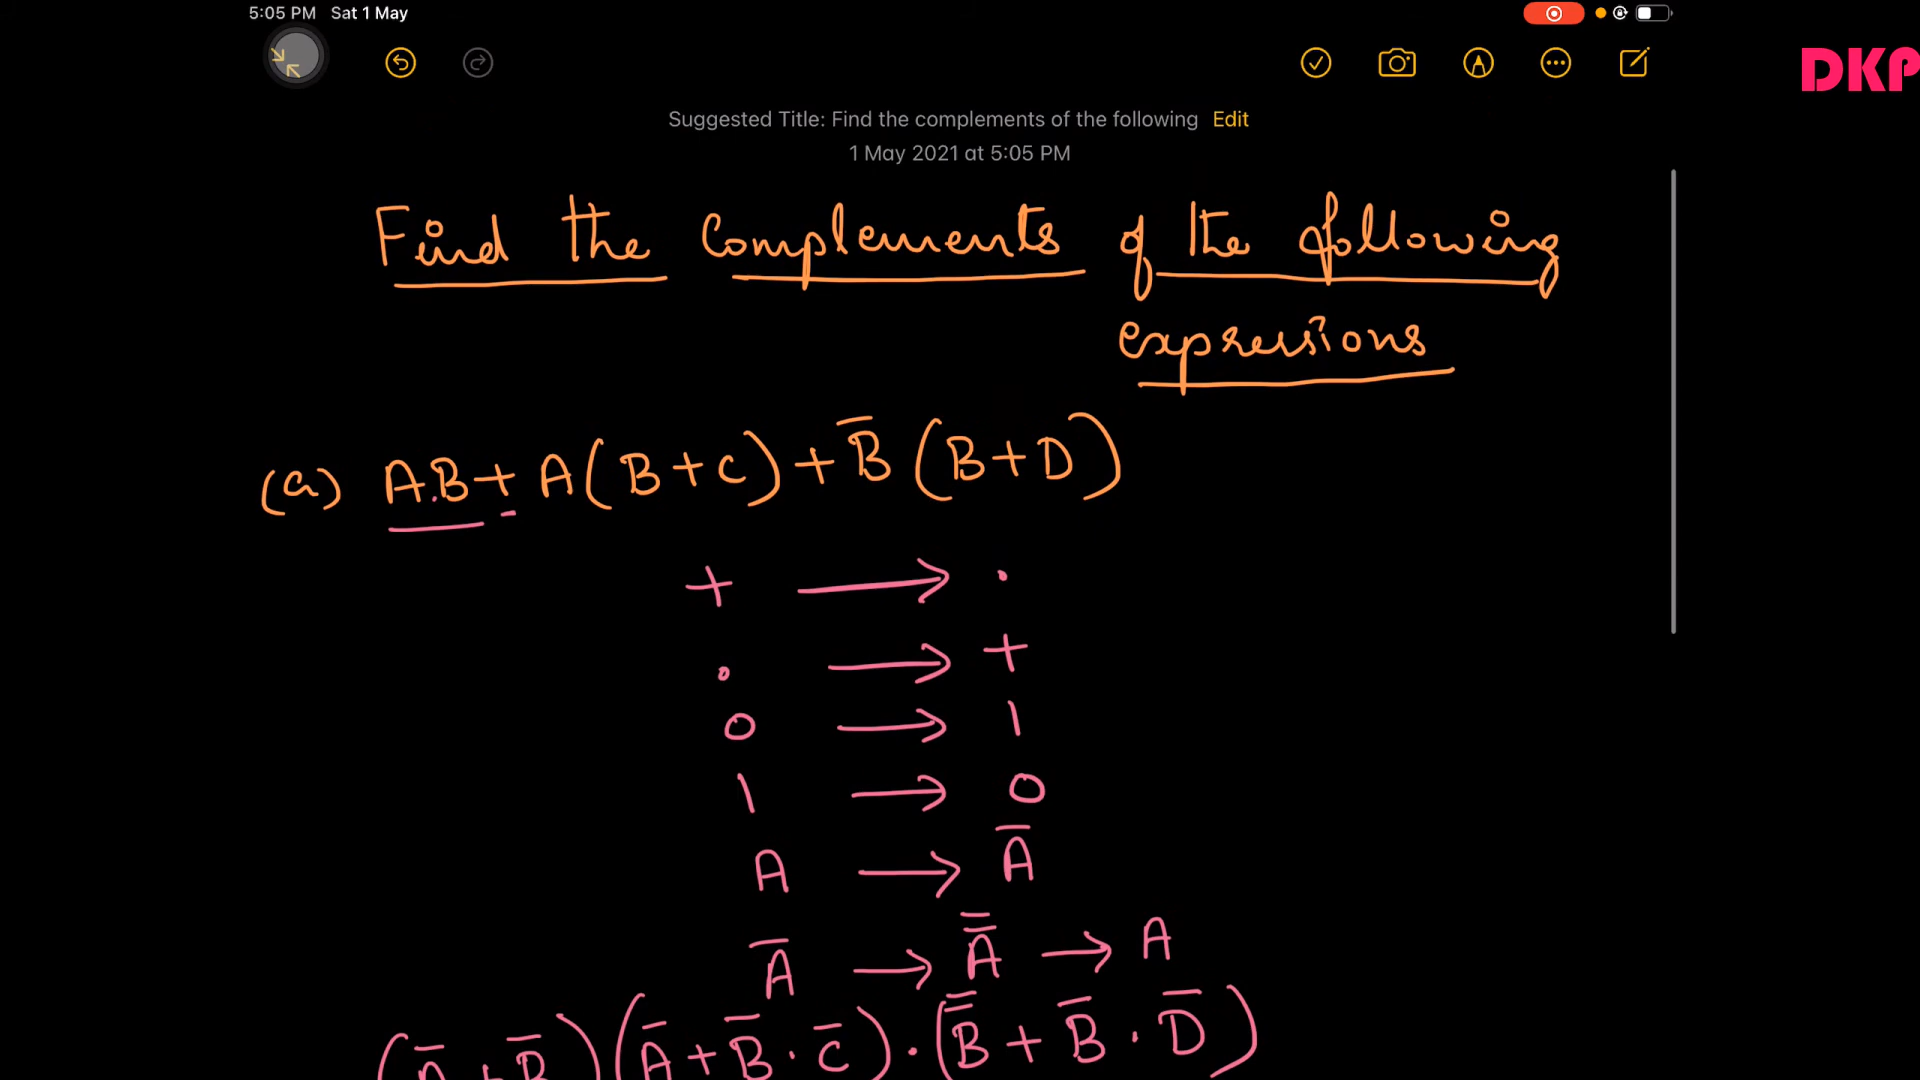 5:05 PM Sat 1 May
DKP
Suggested Title: Find the complements of the following Edit
1 May 2021 at 5:05 PM
Find the Complements of the following
expressions
(a) A.B + A(B+C) + B̅ (B+D)
+ → .
. → +
0 → 1
1 → 0
A → A̅
A̅ → A̿ → A
(A̅ + B̅)(A̅ + B̅ . C̅) . (B̿ + B̅ . D̅)